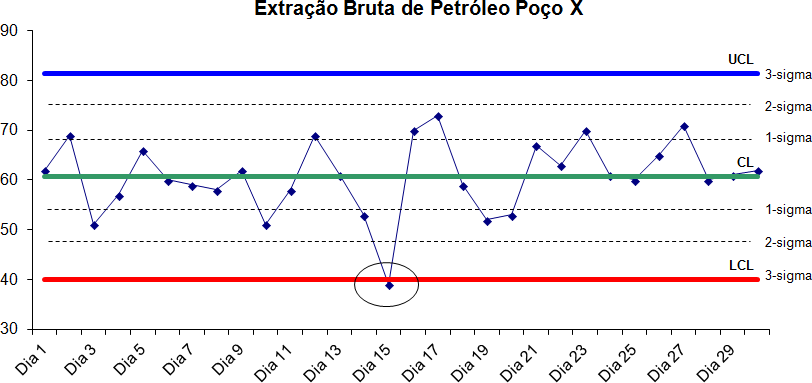 Extração Bruta de Petróleo Poço X
90
UCL
80
3-sigma
2-sigma
70
1-sigma
CL
60
1-sigma
50
2-sigma
LCL
40
3-sigma
30
Dia 1
Dia 3
Dia 5
Dia 7
Dia 9
Dia 11
Dia 13
Dia 15
Dia 17
Dia 19
Dia 21
Dia 23
Dia 25
Dia 27
Dia 29